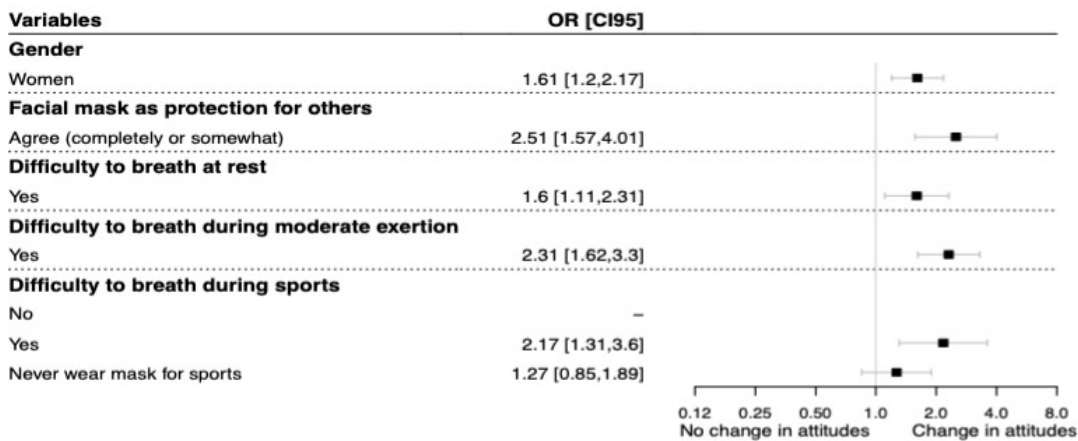 Variables OR [CI95]
Gender
Women 1.61 [1.2,2.17]
Facial mask as protection for others
Agree (completely or somewhat) 2.51 [1.57,4.01]
Difficulty to breath at rest
Yes 1.6 [1.11,2.31]
Difficulty to breath during moderate exertion
Yes 2.31 [1.62,3.3]
Difficulty to breath during sports
No –
Yes 2.17 [1.31,3.6]
Never wear mask for sports 1.27 [0.85,1.89]
0.12 0.25 0.50 1.0 2.0 4.0 8.0
No change in attitudes Change in attitudes